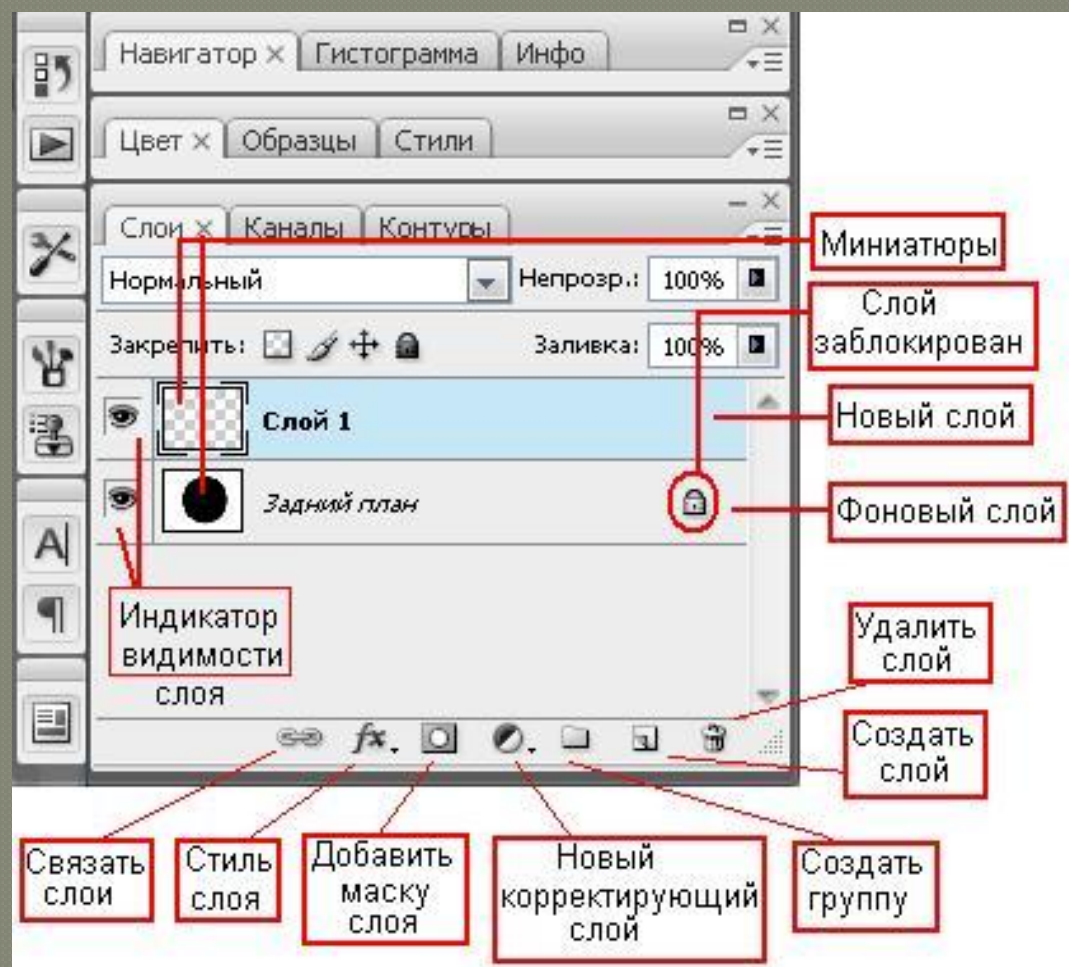 Навигатор × Гистограмма Инфо
Цвет × Образцы Стили
Слои × Каналы Контуры
Миниатюры
Нормальный Непрозр.: 100%
Слой
заблокирован
Закрепить: Заливка: 100%
Слой 1
Новый слой
Задний план
Фоновый слой
A
Индикатор
видимости
слоя
Удалить
слой
fx.
Создать
слой
Связать
слои
Стиль
слоя
Добавить
маску
слоя
Новый
корректирующий
слой
Создать
группу